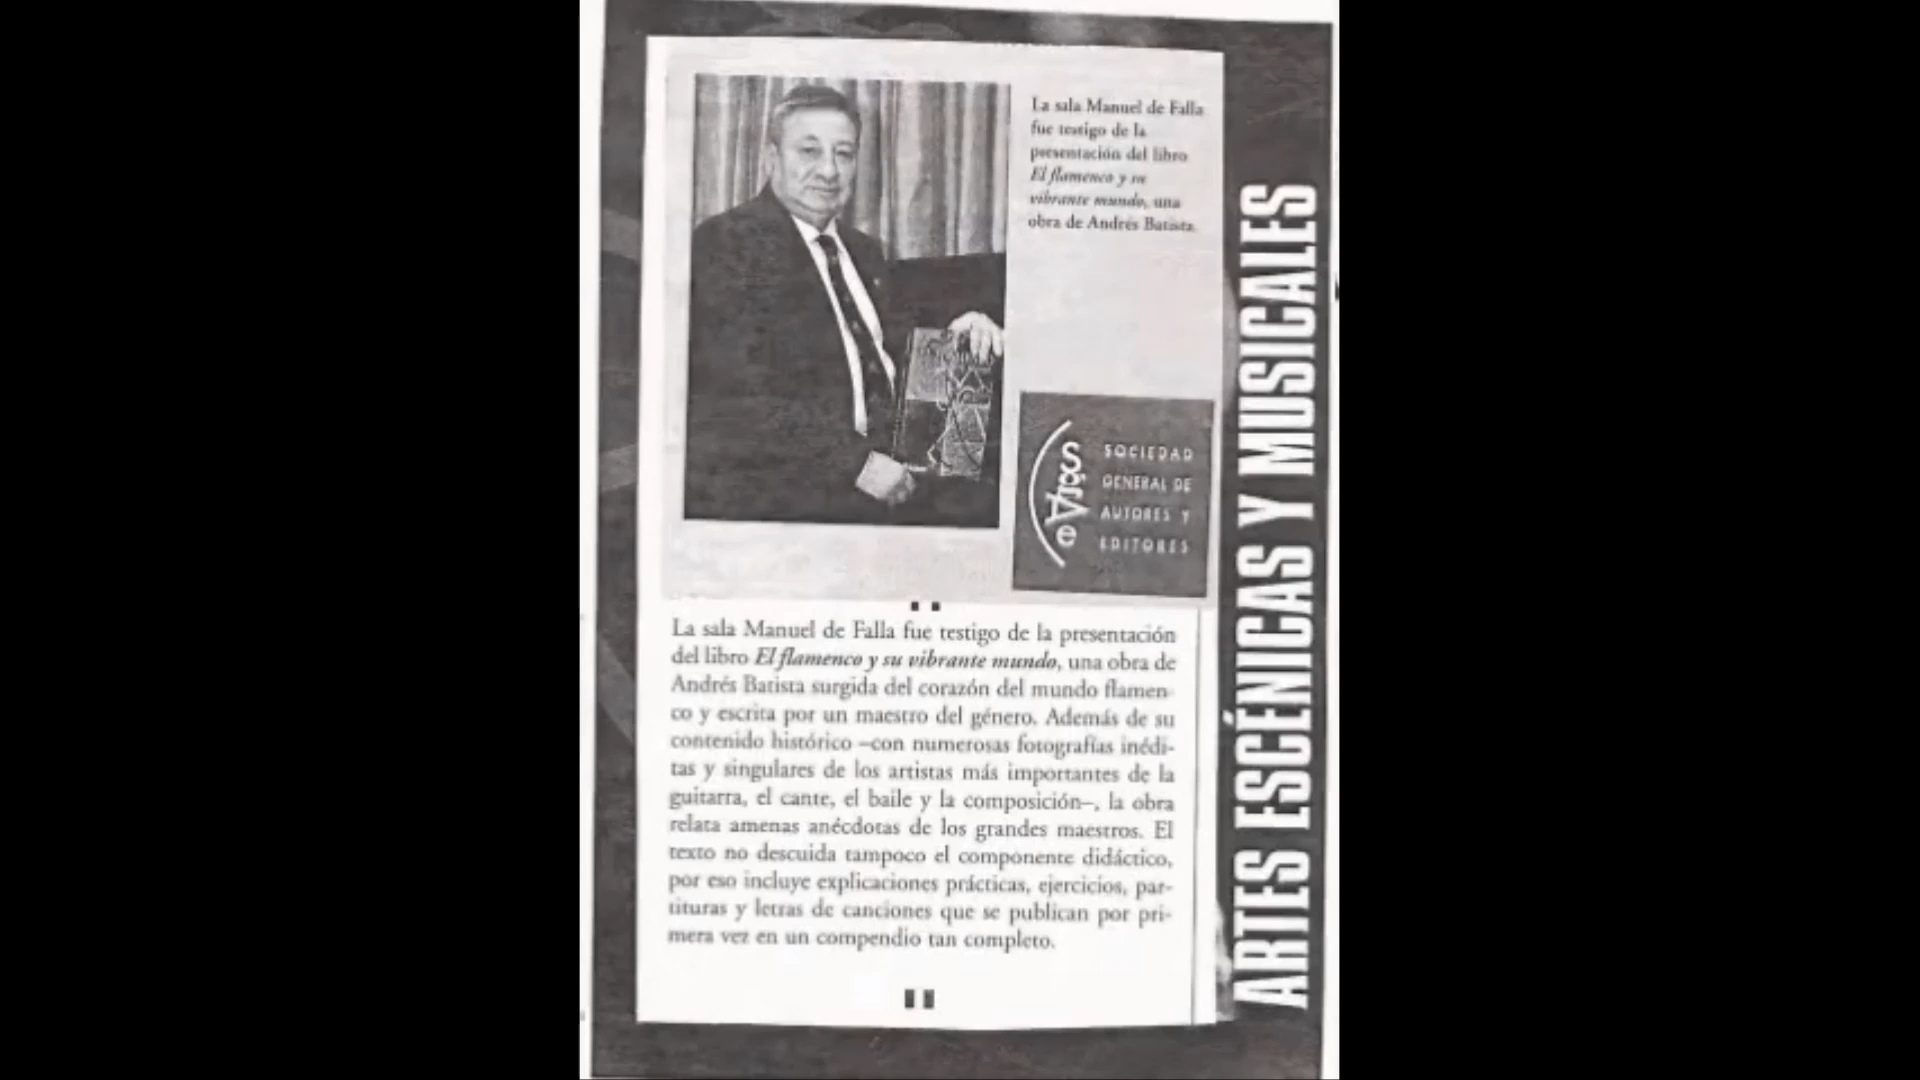 La sala Manuel de Falla
fue testigo de la
presentación del libro
El flamenco y su
vibrante mundo, una
obra de Andrés Batista.
SGAe
SOCIEDAD
GENERAL DE
AUTORES Y
EDITORES
La sala Manuel de Falla fue testigo de la presentación
del libro El flamenco y su vibrante mundo, una obra de
Andrés Batista surgida del corazón del mundo flamen-
co y escrita por un maestro del género. Además de su
contenido histórico –con numerosas fotografías inédi-
tas y singulares de los artistas más importantes de la
guitarra, el cante, el baile y la composición–, la obra
relata amenas anécdotas de los grandes maestros. El
texto no descuida tampoco el componente didáctico,
por eso incluye explicaciones prácticas, ejercicios, par-
tituras y letras de canciones que se publican por pri-
mera vez en un compendio tan completo.
ARTES ESCÉNICAS Y MUSICALES